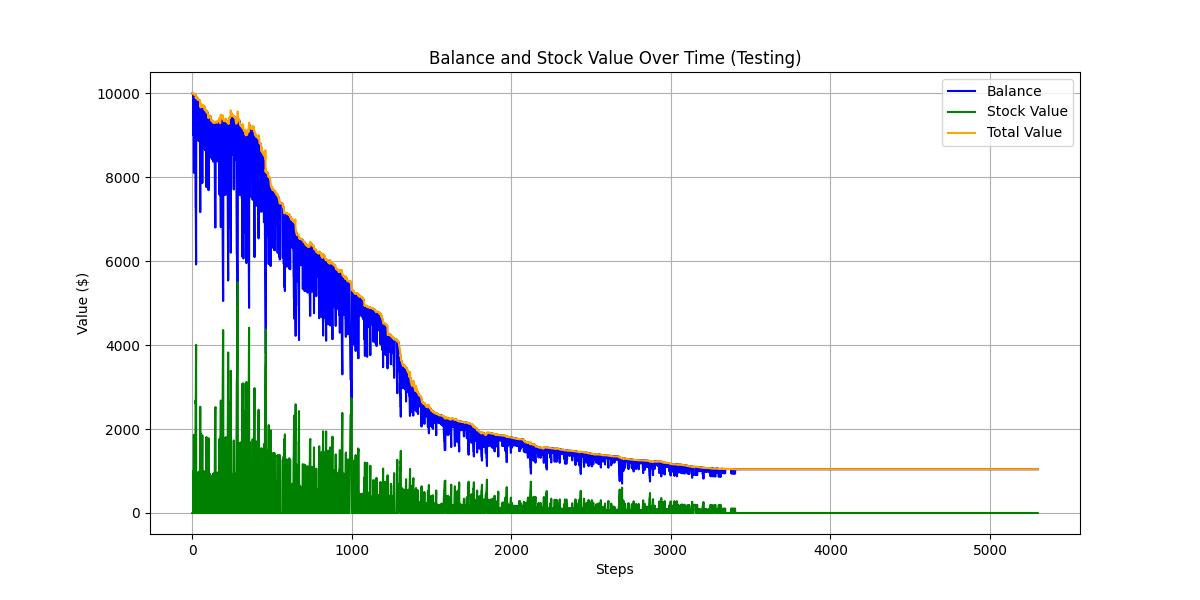 Balance and Stock Value Over Time (Testing)
Balance
Stock Value
Total Value
10000
8000
6000
4000
2000
0
Value ($)
0 1000 2000 3000 4000 5000
Steps